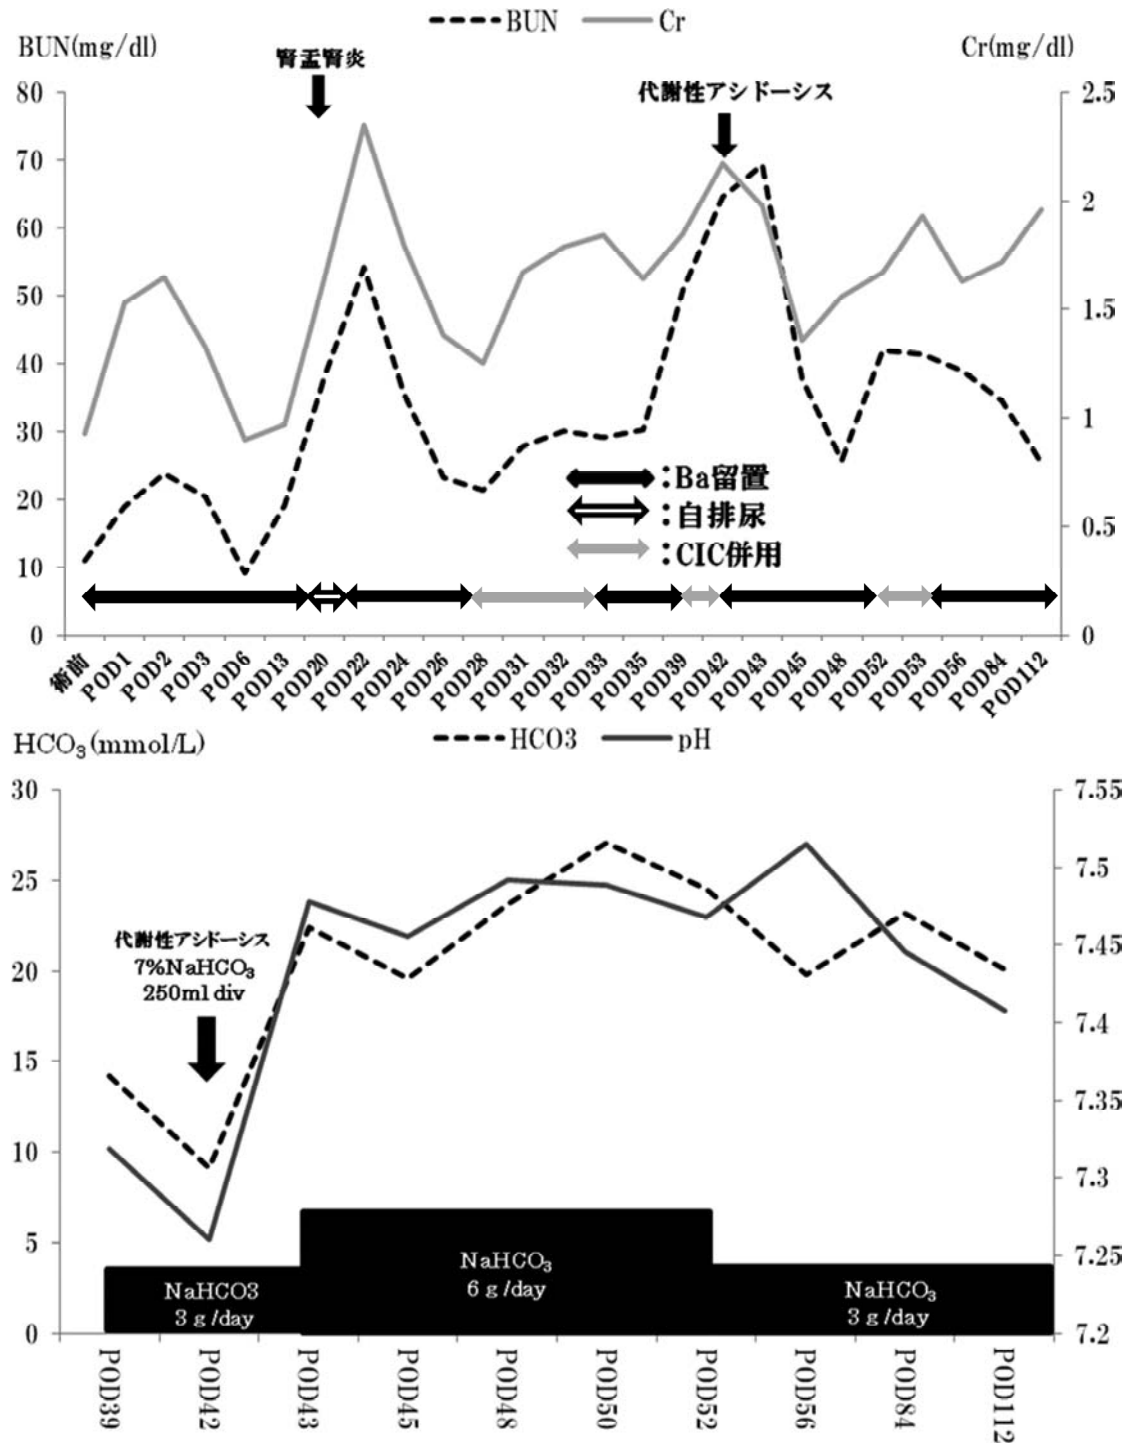 BUN Cr
BUN(mg/dl)
Cr(mg/dl)
腎盂腎炎
代謝性アシドーシス
80
70
60
50
40
30
20
10
0
2.5
2
1.5
1
0.5
0
:Ba留置
:自排尿
:CIC併用
術前 POD1 POD2 POD3 POD6 POD13 POD20 POD22 POD24 POD26 POD28 POD31 POD32 POD33 POD35 POD39 POD42 POD43 POD45 POD48 POD52 POD53 POD56 POD84 POD112
HCO₃(mmol/L)
HCO3 pH
30
25
20
15
10
5
0
7.55
7.5
7.45
7.4
7.35
7.3
7.25
7.2
代謝性アシドーシス
7%NaHCO₃
250ml div
NaHCO3
3 g/day
NaHCO₃
6 g/day
NaHCO₃
3 g/day
POD39 POD42 POD43 POD45 POD48 POD50 POD52 POD56 POD84 POD112